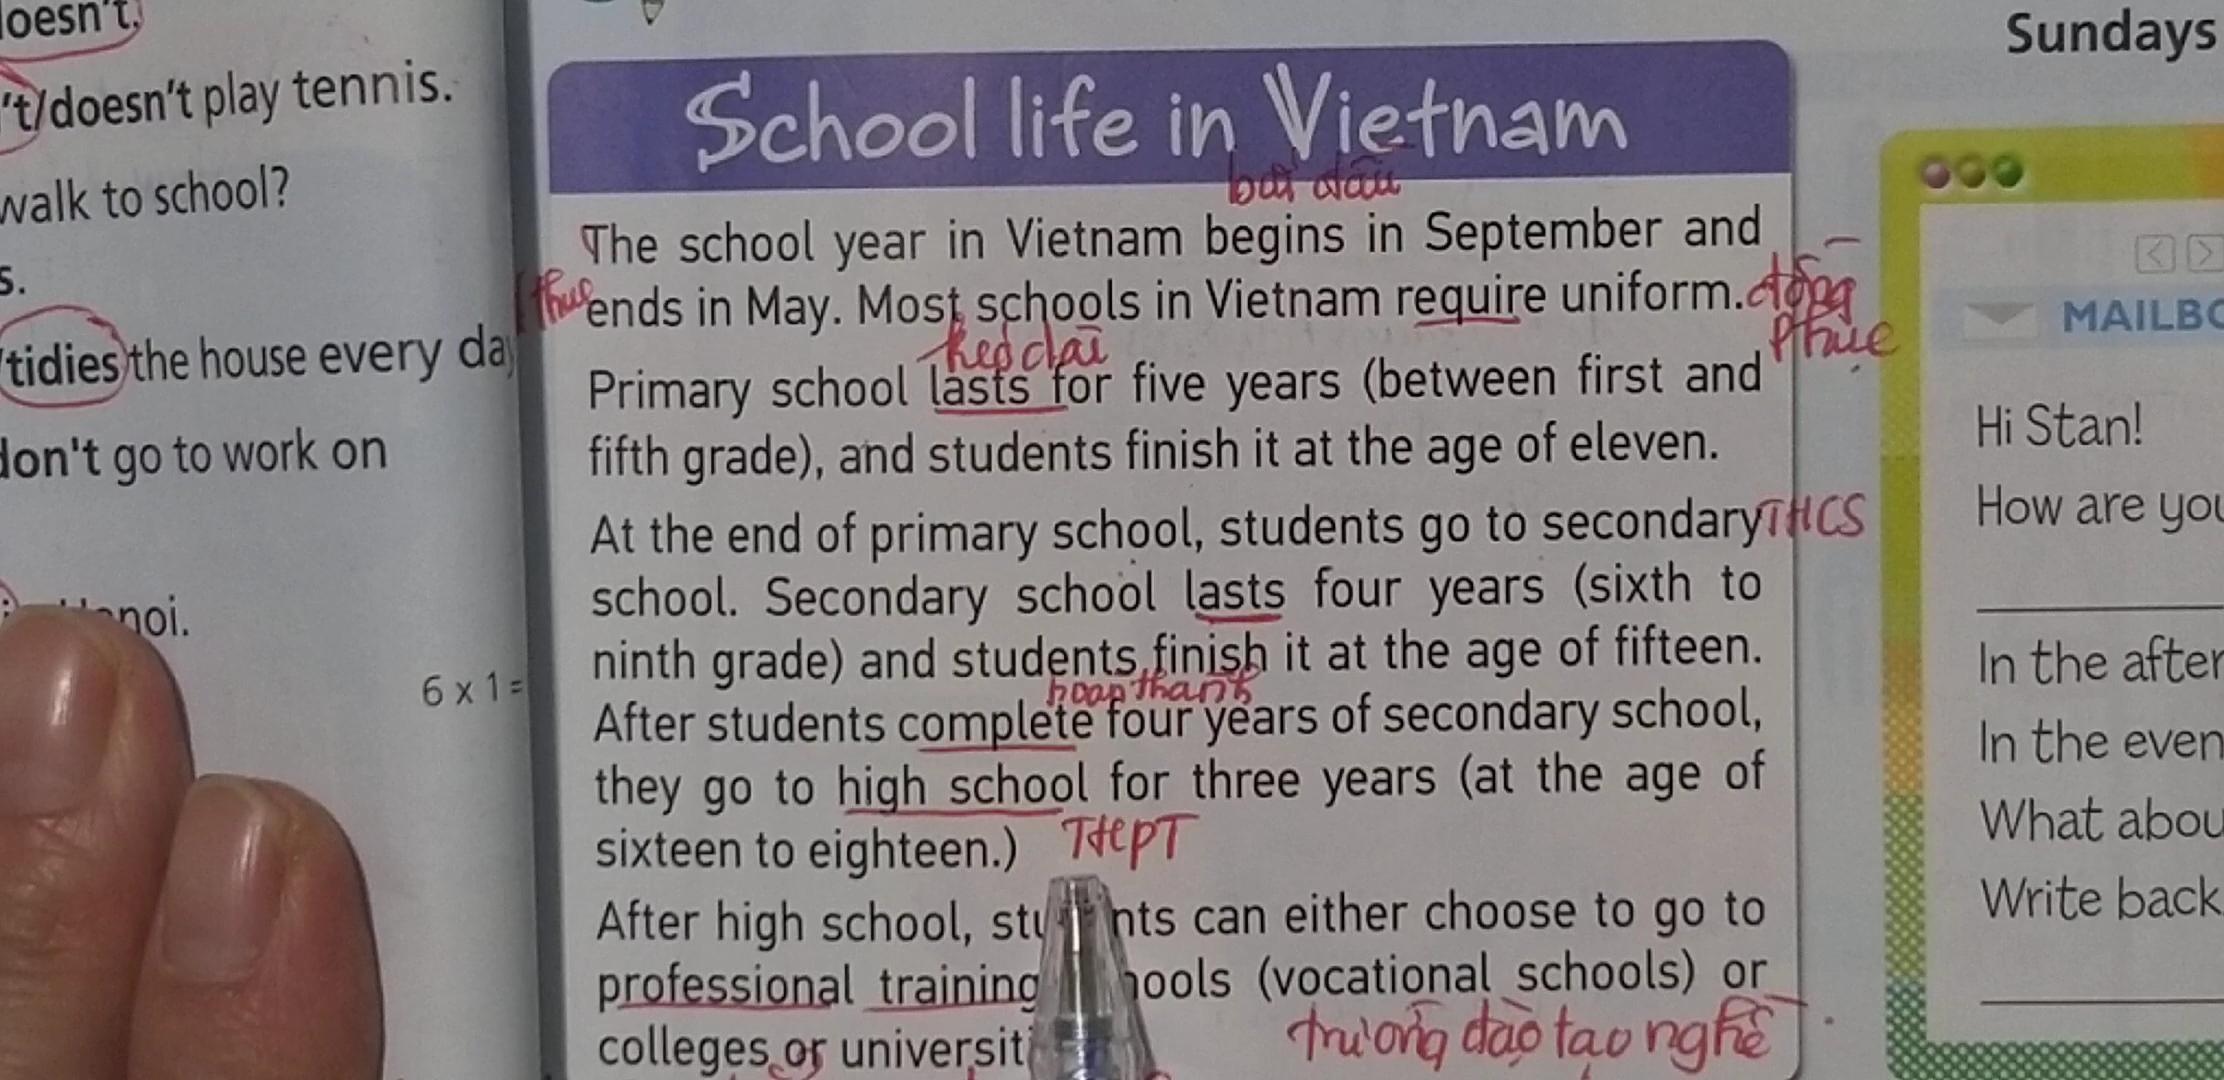 oesn't.
't/doesn't play tennis.
walk to school?
s.
tidies the house every da
don't go to work on
noi.
6 x 1 =
School life in Vietnam
bắt đầu
The school year in Vietnam begins in September and
ends in May. Most schools in Vietnam require uniform.
đồng
phục
kéo dài
Primary school lasts for five years (between first and
fifth grade), and students finish it at the age of eleven.
At the end of primary school, students go to secondary THCS
school. Secondary school lasts four years (sixth to
ninth grade) and students finish it at the age of fifteen.
hoàn thành
After students complete four years of secondary school,
they go to high school for three years (at the age of
sixteen to eighteen.) THPT
After high school, can either choose to go to
professional training (vocational schools) or
trường đào tạo nghề
colleges or
Sundays
MAILBO
Hi Stan!
How are you
In the after
In the even
What abou
Write back